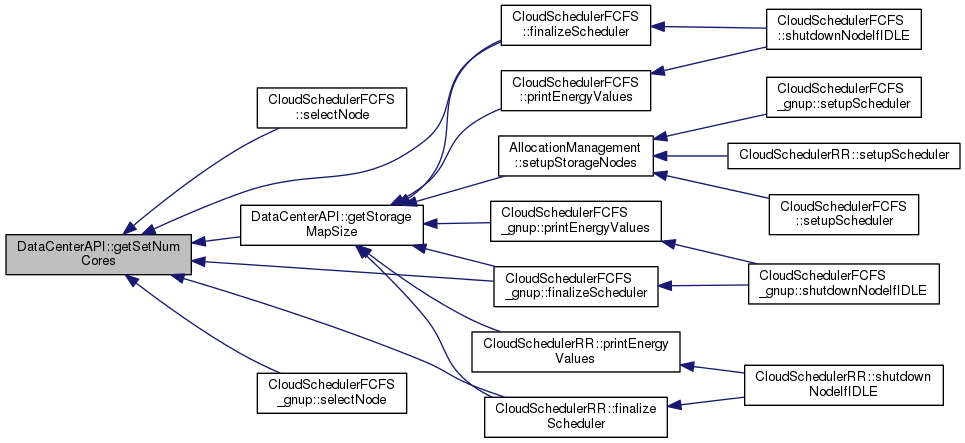 CloudSchedulerFCFS
::finalizeScheduler
CloudSchedulerFCFS
::shutdownNodeIfIDLE
CloudSchedulerFCFS
::printEnergyValues
CloudSchedulerFCFS
_gnup::setupScheduler
CloudSchedulerFCFS
::selectNode
AllocationManagement
::setupStorageNodes
CloudSchedulerRR::setupScheduler
CloudSchedulerFCFS
::setupScheduler
DataCenterAPI::getStorage
MapSize
CloudSchedulerFCFS
_gnup::printEnergyValues
DataCenterAPI::getSetNum
Cores
CloudSchedulerFCFS
_gnup::finalizeScheduler
CloudSchedulerFCFS
_gnup::shutdownNodeIfIDLE
CloudSchedulerRR::printEnergy
Values
CloudSchedulerFCFS
_gnup::selectNode
CloudSchedulerRR::shutdown
NodeIfIDLE
CloudSchedulerRR::finalize
Scheduler